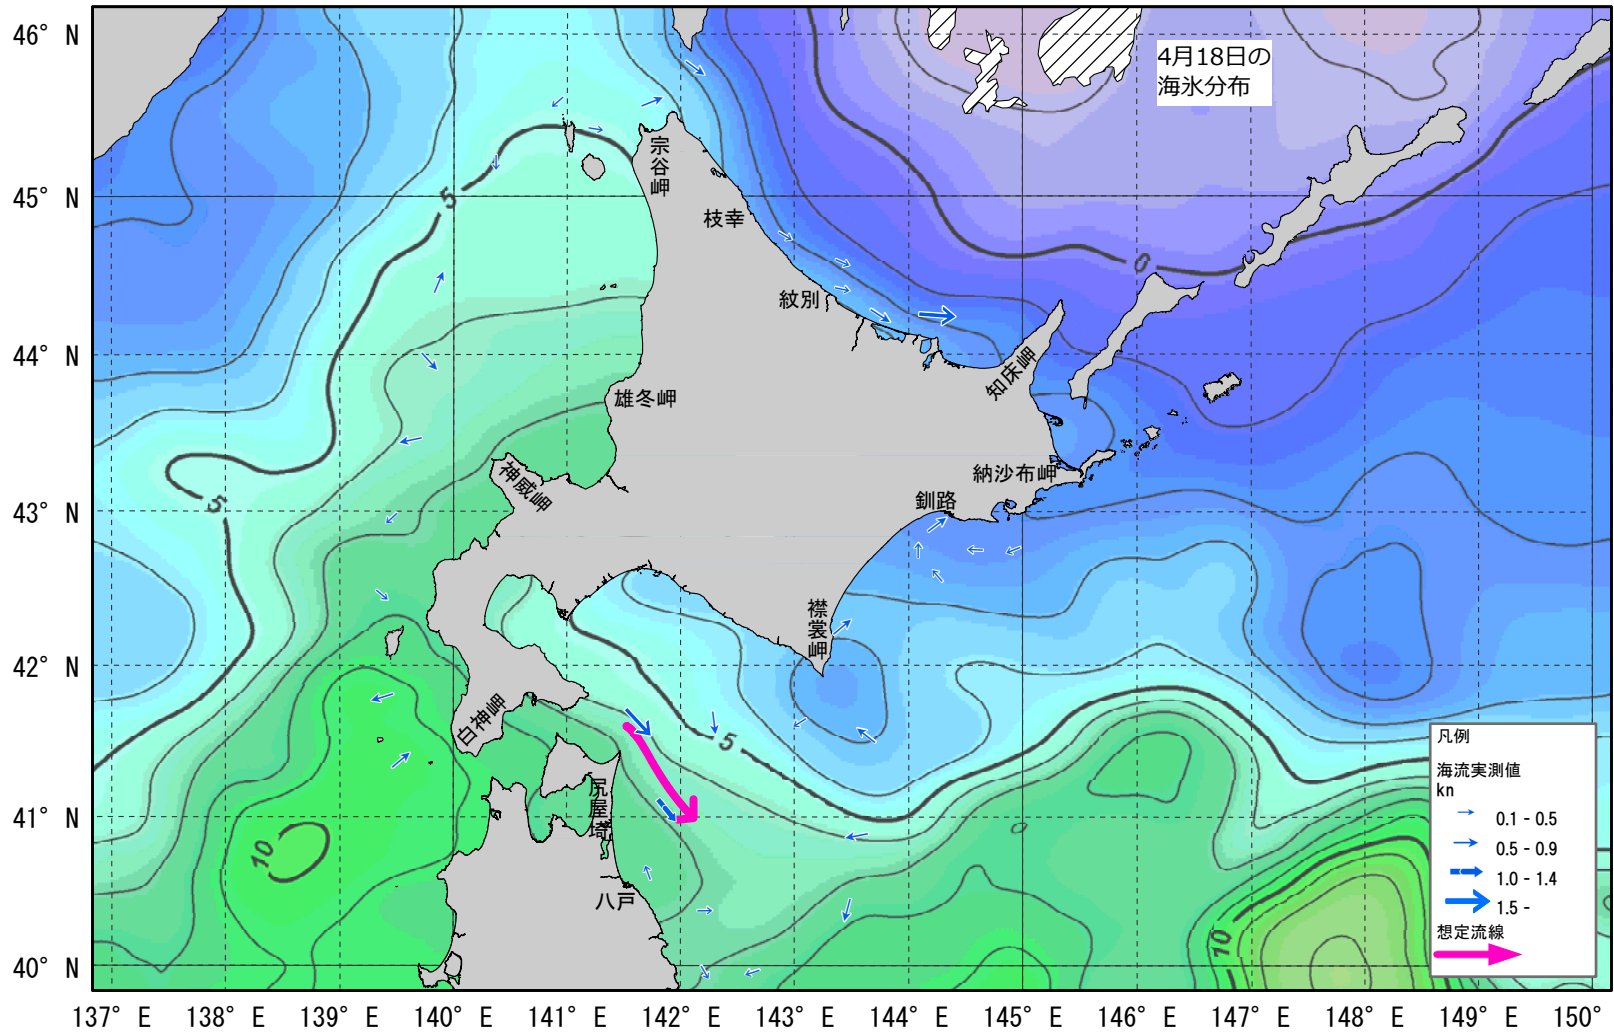 46° N
45° N
44° N
43° N
42° N
41° N
40° N
137° E
138° E
139° E
140° E
141° E
142° E
143° E
144° E
145° E
146° E
147° E
148° E
149° E
150°
4月18日の
海氷分布
宗谷岬
枝幸
紋別
知床岬
雄冬岬
神威岬
納沙布岬
釧路
襟裳岬
白神岬
尻屋埼
八戸
5
5
5
0
10
10
凡例
海流実測値
kn
0.1 - 0.5
0.5 - 0.9
1.0 - 1.4
1.5 -
想定流線